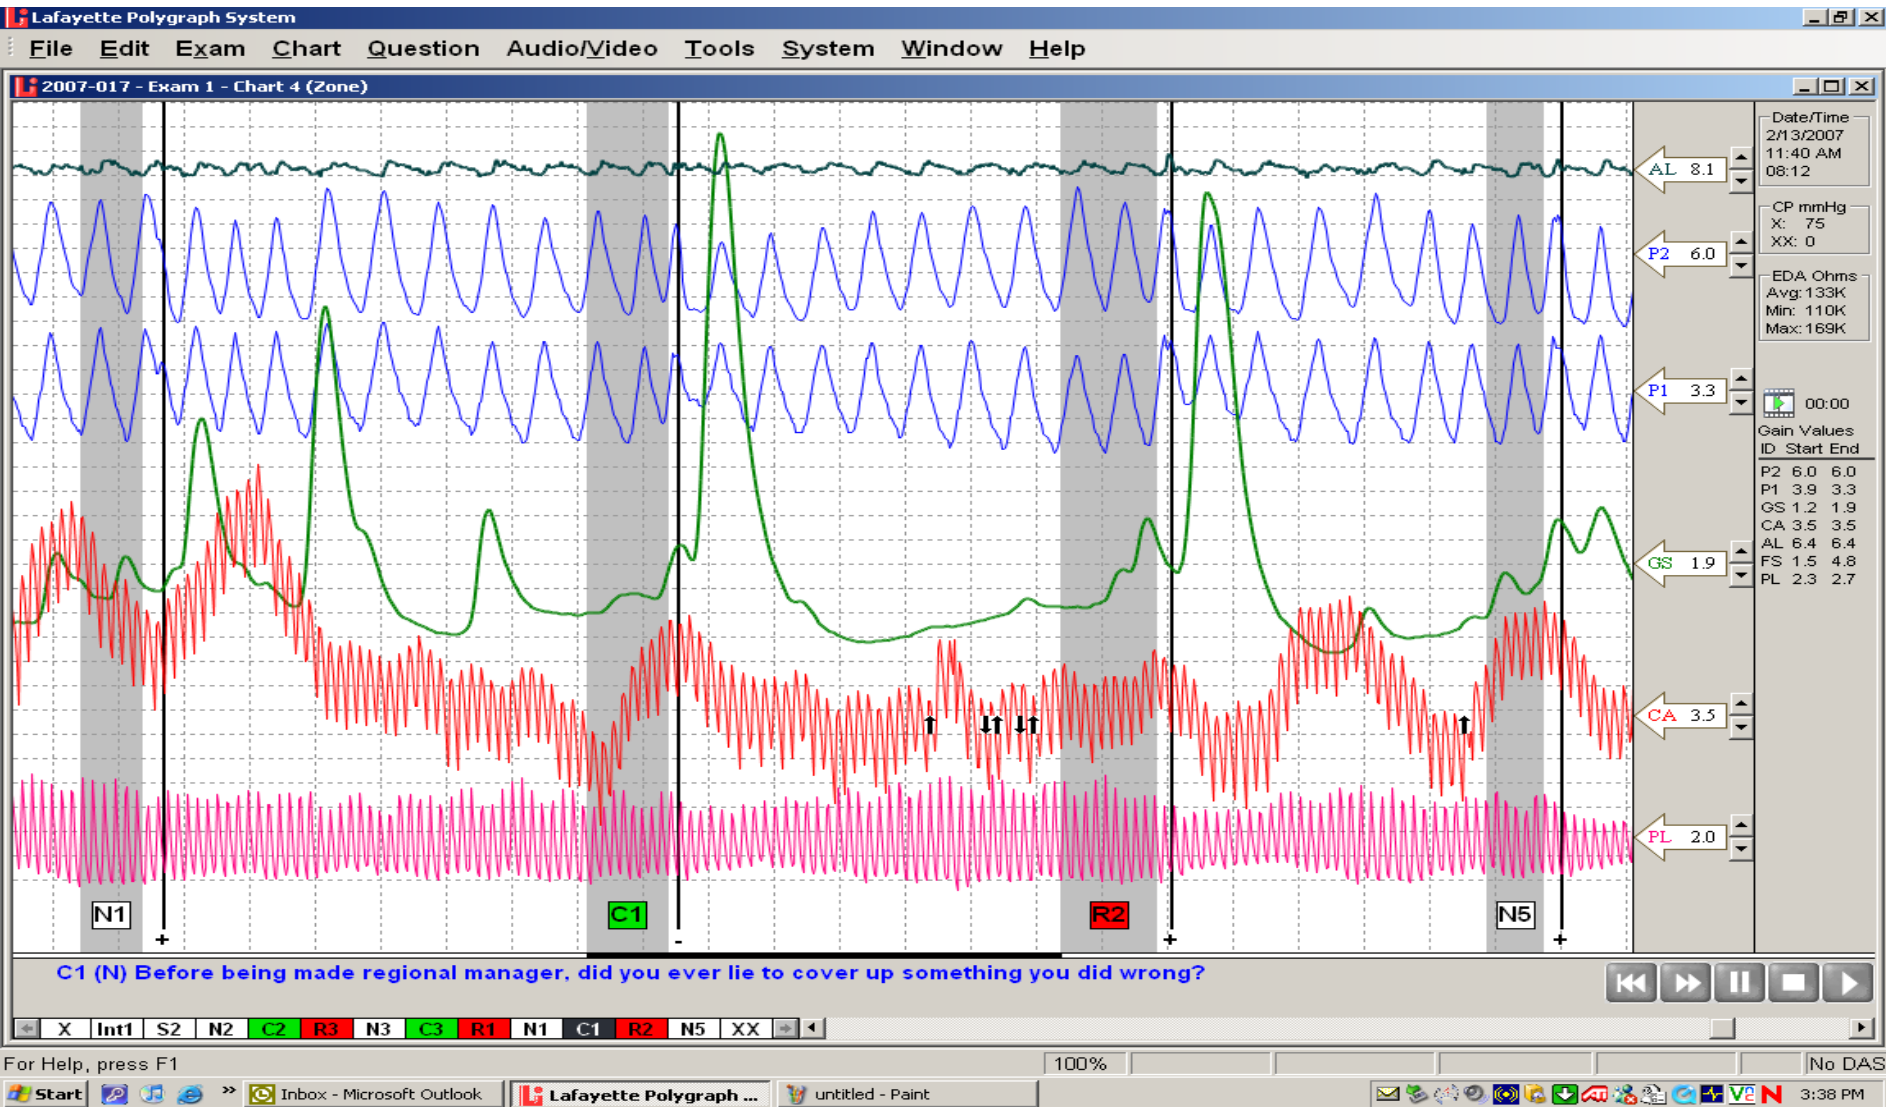 Lafayette Polygraph System
File Edit Exam Chart Question Audio/Video Tools System Window Help
2007-017 - Exam 1 - Chart 4 (Zone)
Date/Time
2/13/2007
11:40 AM
08:12
AL 8.1
CP mmHg
X: 75
XX: 0
P2 6.0
EDA Ohms
Avg: 133K
Min: 110K
Max: 169K
P1 3.3
00:00
Gain Values
ID Start End
P2 6.0 6.0
P1 3.9 3.3
GS 1.2 1.9
CA 3.5 3.5
AL 6.4 6.4
FS 1.5 4.8
PL 2.3 2.7
GS 1.9
CA 3.5
PL 2.0
N1 C1 R2 N5
+ - + +
C1 (N) Before being made regional manager, did you ever lie to cover up something you did wrong?
X Int1 S2 N2 C2 R3 N3 C3 R1 N1 C1 R2 N5 XX
For Help, press F1 100% No DAS
Start » Inbox - Microsoft Outlook Lafayette Polygraph ... untitled - Paint 3:38 PM